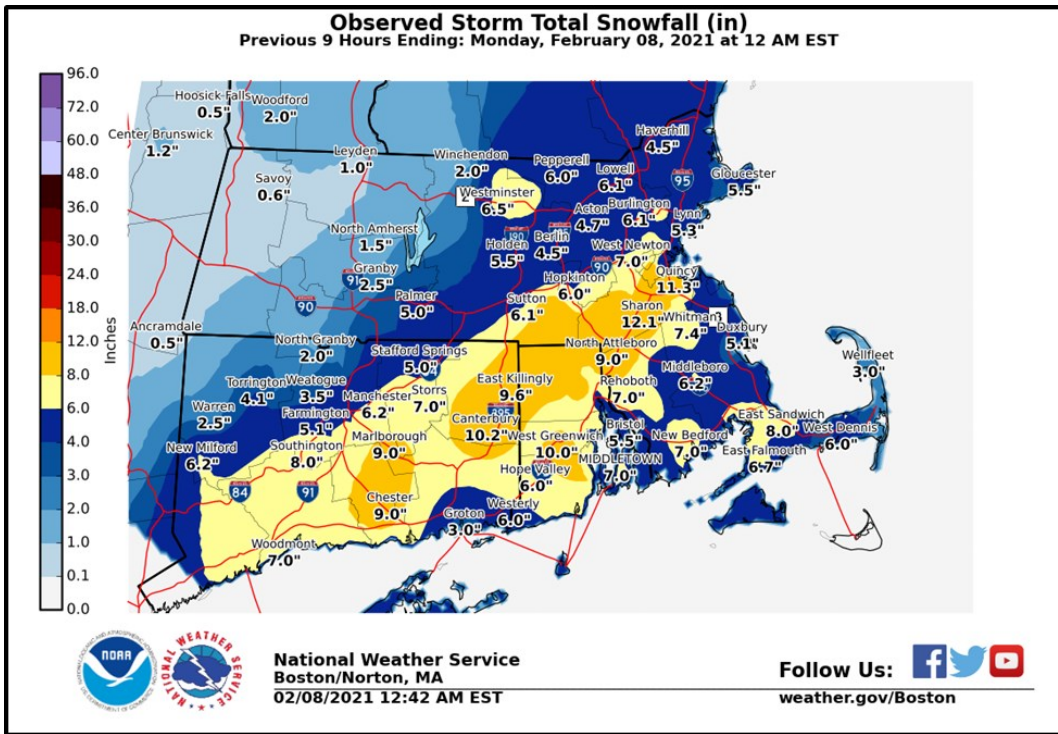 Observed Storm Total Snowfall (in)
Previous 9 Hours Ending: Monday, February 08, 2021 at 12 AM EST
96.0
72.0
60.0
48.0
36.0
30.0
24.0
18.0
12.0
8.0
6.0
4.0
3.0
2.0
1.0
0.1
0.0
Inches
Hoosick Falls
0.5"
Woodford
2.0"
Center Brunswick
1.2"
Leyden
1.0"
Savoy
0.6"
Winchendon
2.0"
Pepperell
6.0"
Haverhill
4.5"
Lowell
6.1"
95
Gloucester
5.5"
2
Westminster
6.5"
Acton
4.7"
Burlington
6.1"
Lynn
5.3"
North Amherst
1.5"
Holden
5.5"
Berlin
4.5"
West Newton
7.0"
Granby
2.5"
91
90
90
Hopkinton
6.0"
Quincy
11.3"
Palmer
5.0"
Sutton
6.1"
Sharon
12.1"
Whitman
7.4"
3
Duxbury
5.1"
Ancramdale
0.5"
North Granby
2.0"
Stafford Springs
5.0"
North Attleboro
9.0"
Middleboro
6.2"
Wellfleet
3.0"
Torrington
4.1"
Weatogue
3.5"
Manchester
6.2"
Storrs
7.0"
East Killingly
9.6"
Rehoboth
7.0"
Warren
2.5"
Farmington
5.1"
395
Canterbury
10.2"
New Milford
6.2"
Southington
8.0"
Marlborough
9.0"
West Greenwich
10.0"
Bristol
5.5"
New Bedford
7.0"
East Sandwich
8.0"
West Dennis
6.0"
East Falmouth
6.7"
MIDDLETOWN
7.0"
Hope Valley
6.0"
84
91
Chester
9.0"
Groton
3.0"
Westerly
6.0"
Woodmont
7.0"
NOAA
NATIONAL WEATHER SERVICE
National Weather Service
Boston/Norton, MA
02/08/2021 12:42 AM EST
Follow Us:
weather.gov/Boston